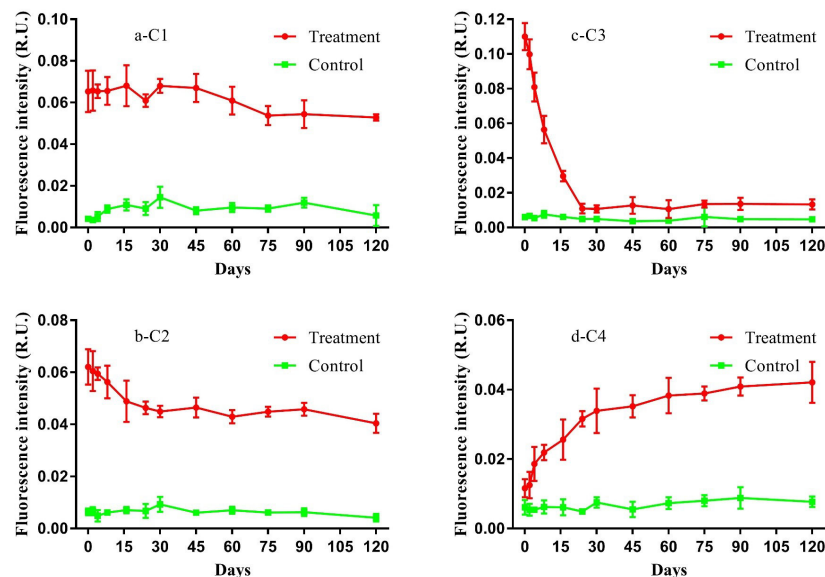 a-C1
Treatment
Control
Fluorescence intensity (R.U.)
0.10
0.08
0.06
0.04
0.02
0.00
0 15 30 45 60 75 90 105 120
Days
c-C3
Treatment
Control
Fluorescence intensity (R.U.)
0.12
0.10
0.08
0.06
0.04
0.02
0.00
0 15 30 45 60 75 90 105 120
Days
b-C2
Treatment
Control
Fluorescence intensity (R.U.)
0.08
0.06
0.04
0.02
0.00
0 15 30 45 60 75 90 105 120
Days
d-C4
Treatment
Control
Fluorescence intensity (R.U.)
0.06
0.04
0.02
0.00
0 15 30 45 60 75 90 105 120
Days